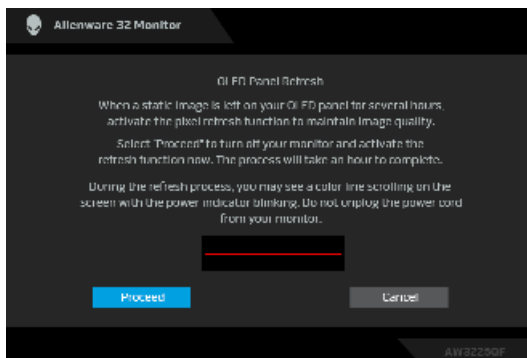 Alienware 32 Monitor
OLED Panel Refresh
When a static image is left on your OLED panel for several hours,
activate the pixel refresh function to maintain image quality.
Select "Proceed" to turn off your monitor and activate the
refresh function now. The process will take an hour to complete.
During the refresh process, you may see a color line scrolling on the
screen with the power indicator blinking. Do not unplug the power cord
from your monitor.
Proceed
Cancel
AW3225QF